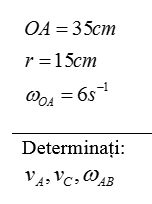 OA = 35cm
r = 15cm
ω_OA = 6s⁻¹
Determinați:
v_A, v_C, ω_AB